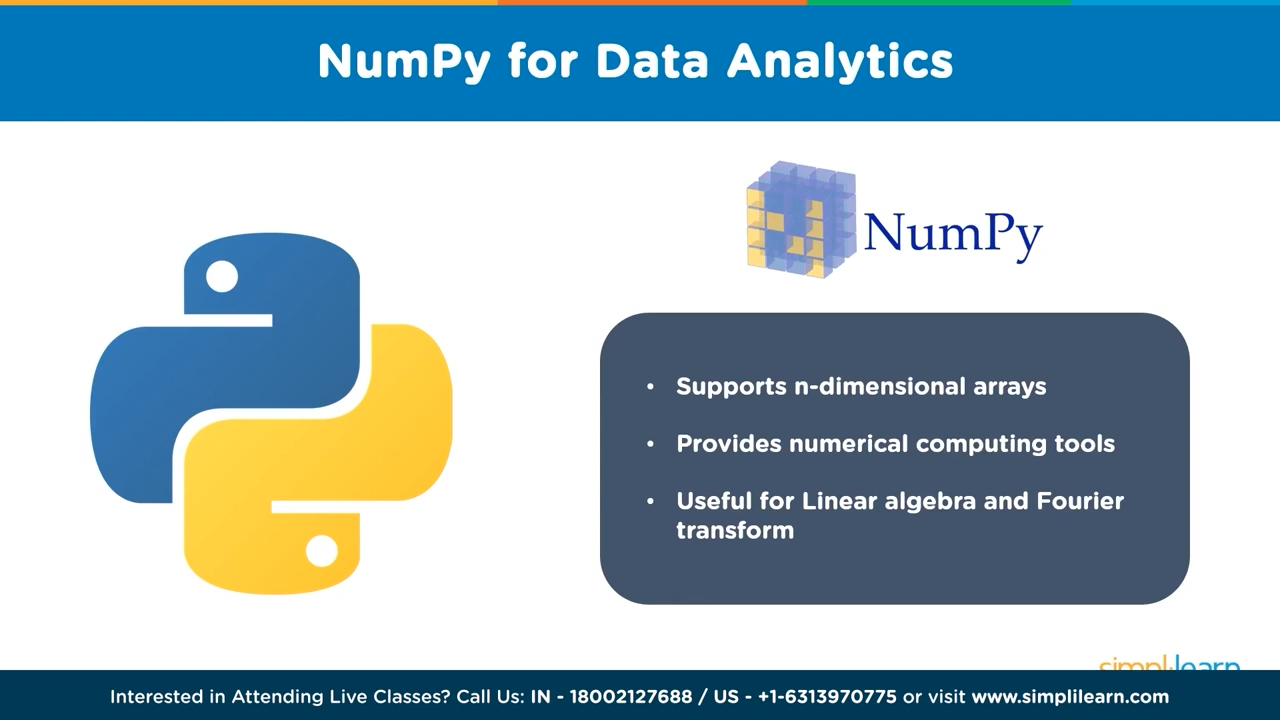 NumPy for Data Analytics
NumPy
• Supports n-dimensional arrays
• Provides numerical computing tools
• Useful for Linear algebra and Fourier
transform
simplilearn
Interested in Attending Live Classes? Call Us: IN - 18002127688 / US - +1-6313970775 or visit www.simplilearn.com